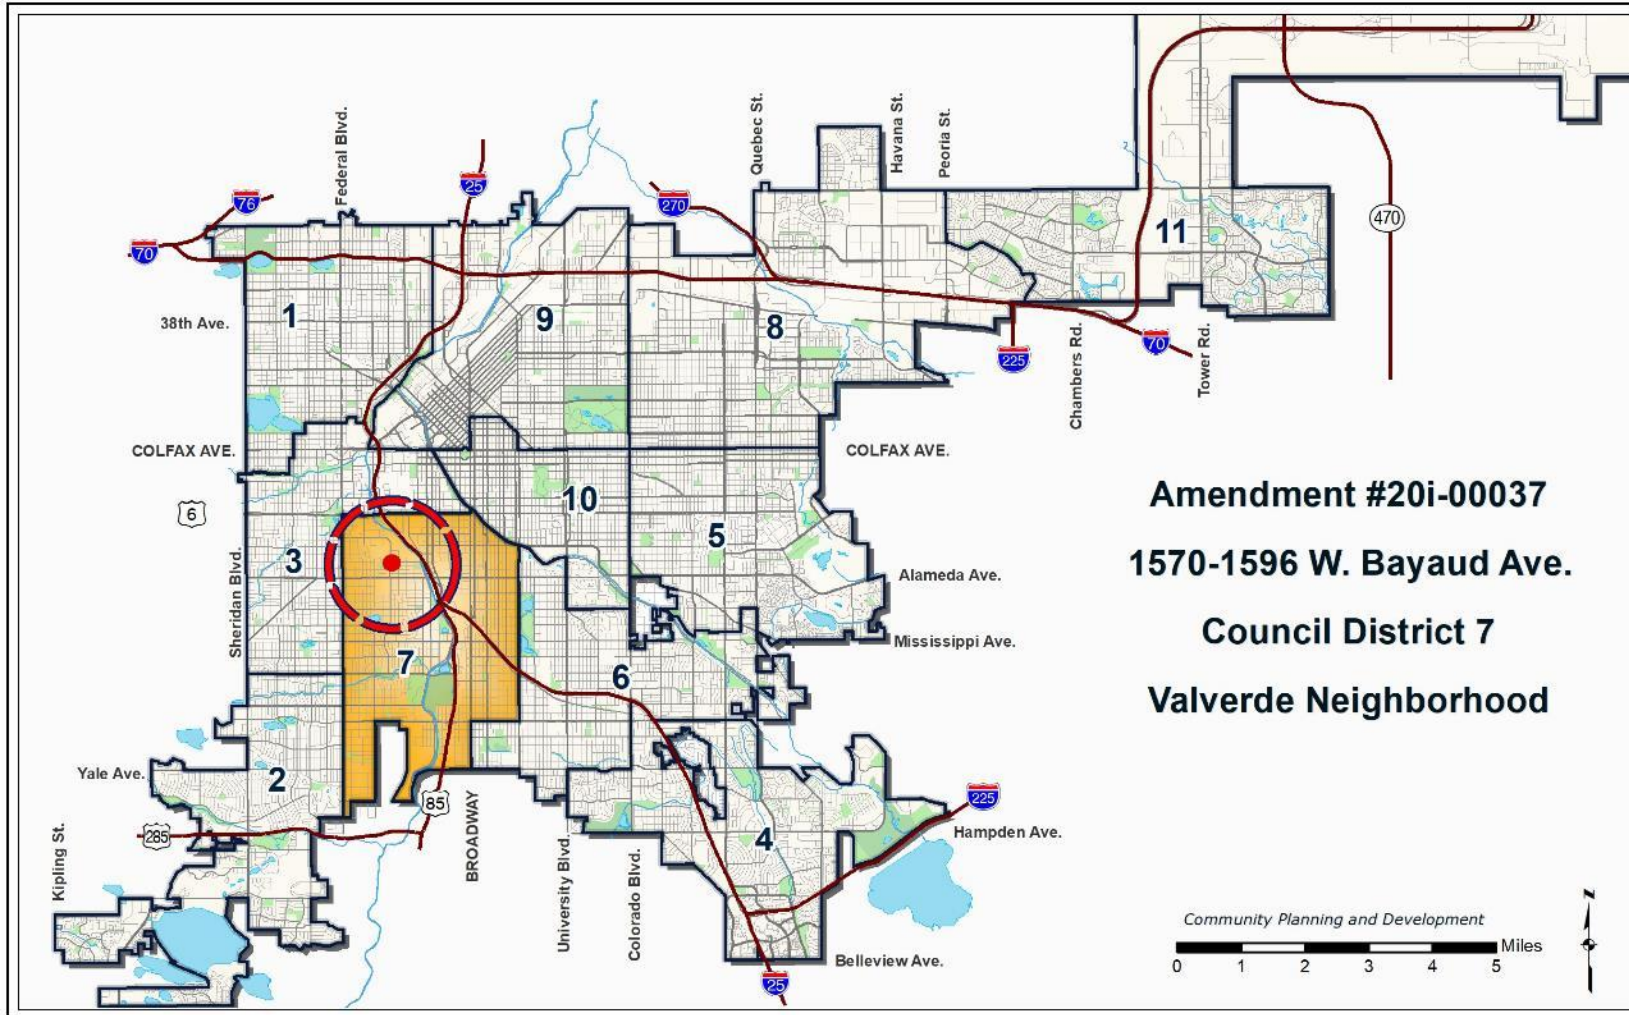 Federal Blvd.
Quebec St.
Havana St.
Peoria St.
76
25
270
470
70
11
1
9
8
38th Ave.
225
70
Chambers Rd.
Tower Rd.
COLFAX AVE.
COLFAX AVE.
6
10
5
3
Sheridan Blvd.
Alameda Ave.
Mississippi Ave.
7
6
Amendment #20i-00037
1570-1596 W. Bayaud Ave.
Council District 7
Valverde Neighborhood
Yale Ave.
2
85
285
BROADWAY
225
Hampden Ave.
4
Kipling St.
University Blvd.
Colorado Blvd.
Belleview Ave.
25
Community Planning and Development
Miles
0 1 2 3 4 5
N